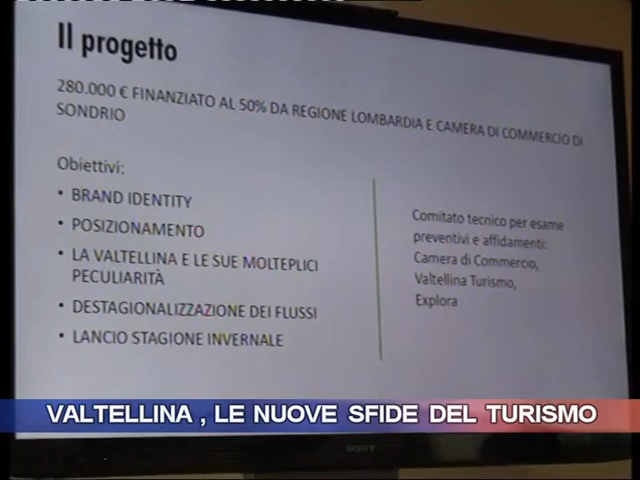 Il progetto
280.000 € FINANZIATO AL 50% DA REGIONE LOMBARDIA E CAMERA DI COMMERCIO DI
SONDRIO
Obiettivi:
• BRAND IDENTITY
• POSIZIONAMENTO
• LA VALTELLINA E LE SUE MOLTEPLICI
PECULIARITÀ
• DESTAGIONALIZZAZIONE DEI FLUSSI
• LANCIO STAGIONE INVERNALE
Comitato tecnico per esame
preventivi e affidamenti:
Camera di Commercio,
Valtellina Turismo,
Explora
VALTELLINA , LE NUOVE SFIDE DEL TURISMO
SONY